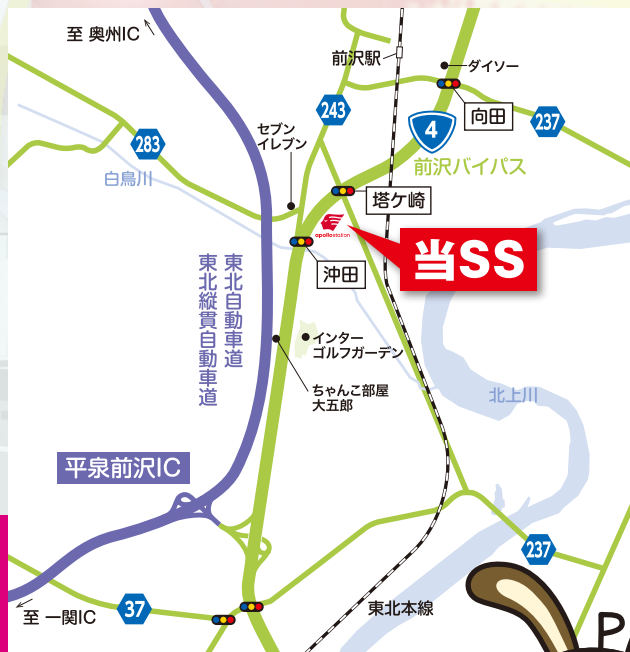 至 奥州IC
前沢駅
ダイソー
243
向田
237
4
283
セブン
イレブン
前沢バイパス
白鳥川
塔ケ崎
apollostation
当SS
沖田
東北自動車道
東北縦貫自動車道
インター
ゴルフガーデン
ちゃんこ部屋
大五郎
北上川
平泉前沢IC
237
37
至 一関IC
東北本線